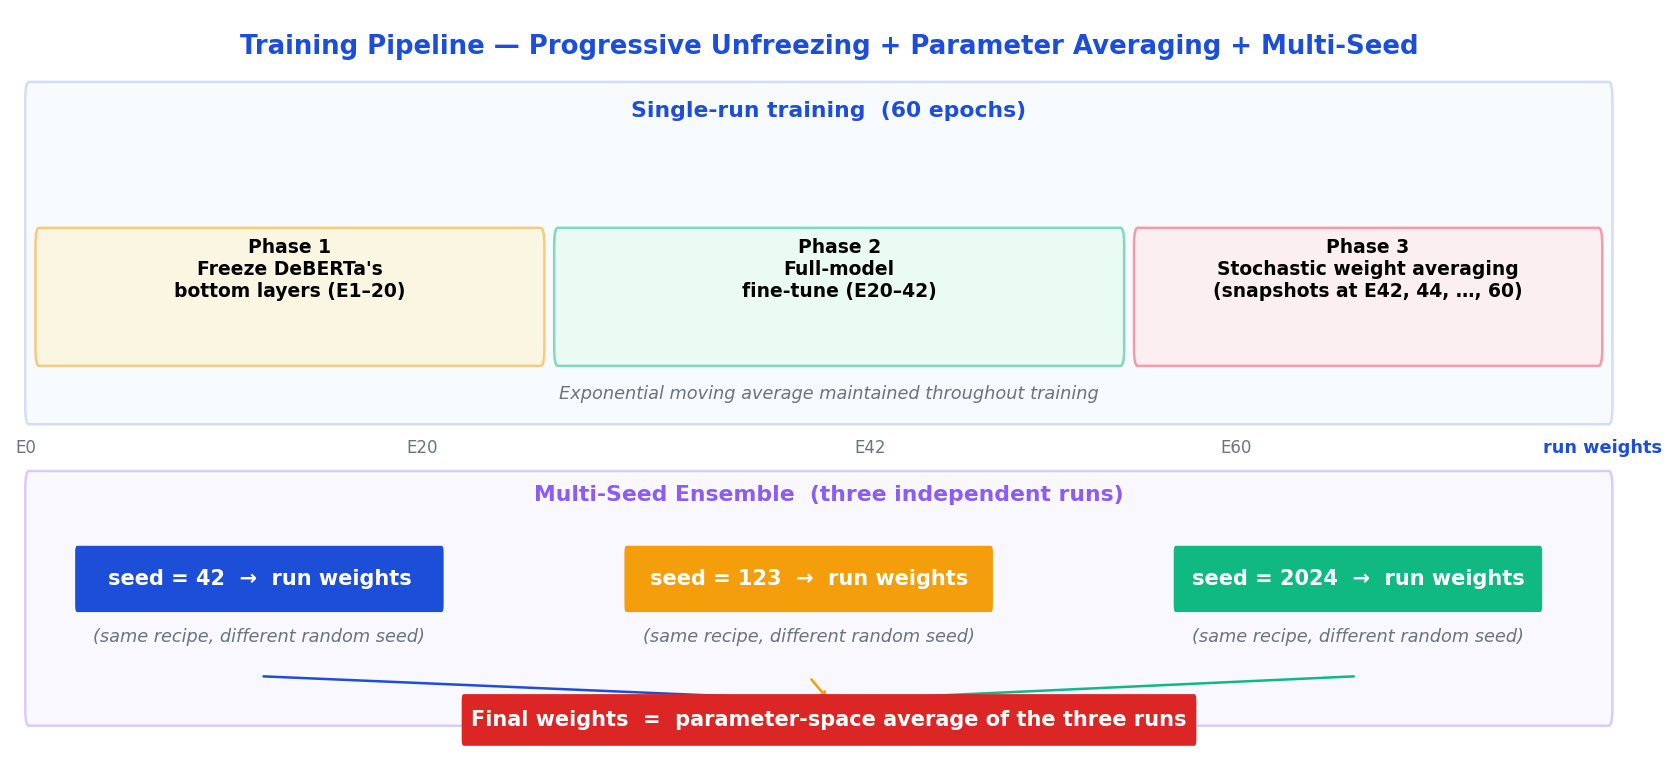 Training Pipeline — Progressive Unfreezing + Parameter Averaging + Multi-Seed
Single-run training (60 epochs)
Phase 1
Freeze DeBERTa's
bottom layers (E1–20)
Phase 2
Full-model
fine-tune (E20–42)
Phase 3
Stochastic weight averaging
(snapshots at E42, 44, ..., 60)
Exponential moving average maintained throughout training
E0
E20
E42
E60
run weights
Multi-Seed Ensemble (three independent runs)
seed = 42 → run weights
seed = 123 → run weights
seed = 2024 → run weights
(same recipe, different random seed)
(same recipe, different random seed)
(same recipe, different random seed)
Final weights = parameter-space average of the three runs